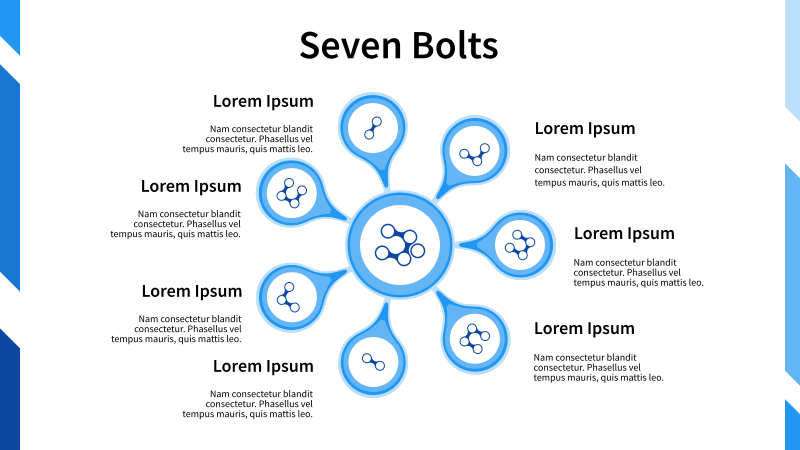 Seven Bolts
Lorem Ipsum
Nam consectetur blandit
consectetur. Phasellus vel
tempus mauris, quis mattis leo.
Lorem Ipsum
Nam consectetur blandit
consectetur. Phasellus vel
tempus mauris, quis mattis leo.
Lorem Ipsum
Nam consectetur blandit
consectetur. Phasellus vel
tempus mauris, quis mattis leo.
Lorem Ipsum
Nam consectetur blandit
consectetur. Phasellus vel
tempus mauris, quis mattis leo.
Lorem Ipsum
Nam consectetur blandit
consectetur. Phasellus vel
tempus mauris, quis mattis leo.
Lorem Ipsum
Nam consectetur blandit
consectetur. Phasellus vel
tempus mauris, quis mattis leo.
Lorem Ipsum
Nam consectetur blandit
consectetur. Phasellus vel
tempus mauris, quis mattis leo.